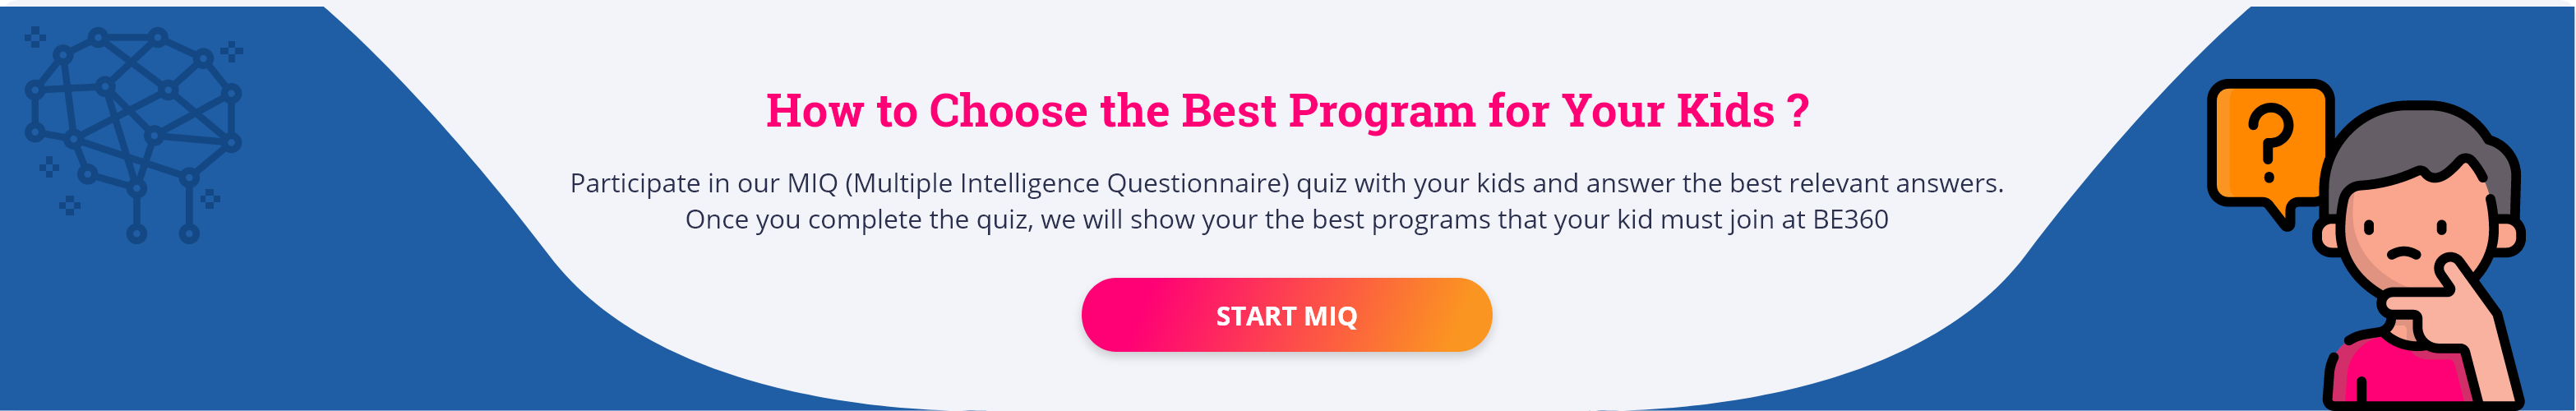 How to Choose the Best Program for Your Kids ?
?
Participate in our MIQ (Multiple Intelligence Questionnaire) quiz with your kids and answer the best relevant answers.
Once you complete the quiz, we will show your the best programs that your kid must join at BE360
START MIQ